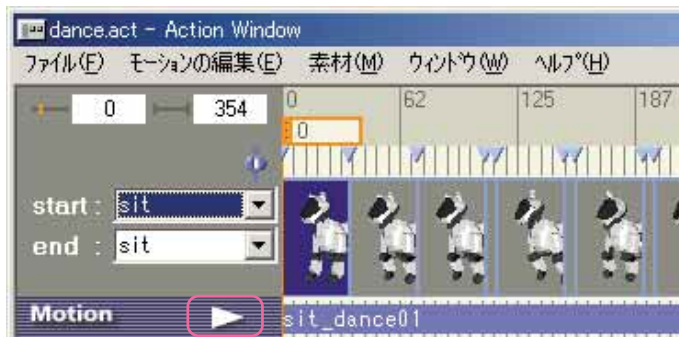 dance.act - Action Window
ファイル(F) モーションの編集(E) 素材(M) ウィンドウ(W) ヘルプ(H)
0 354 0 62 125 187
0
start : sit
end : sit
Motion sit_dance01